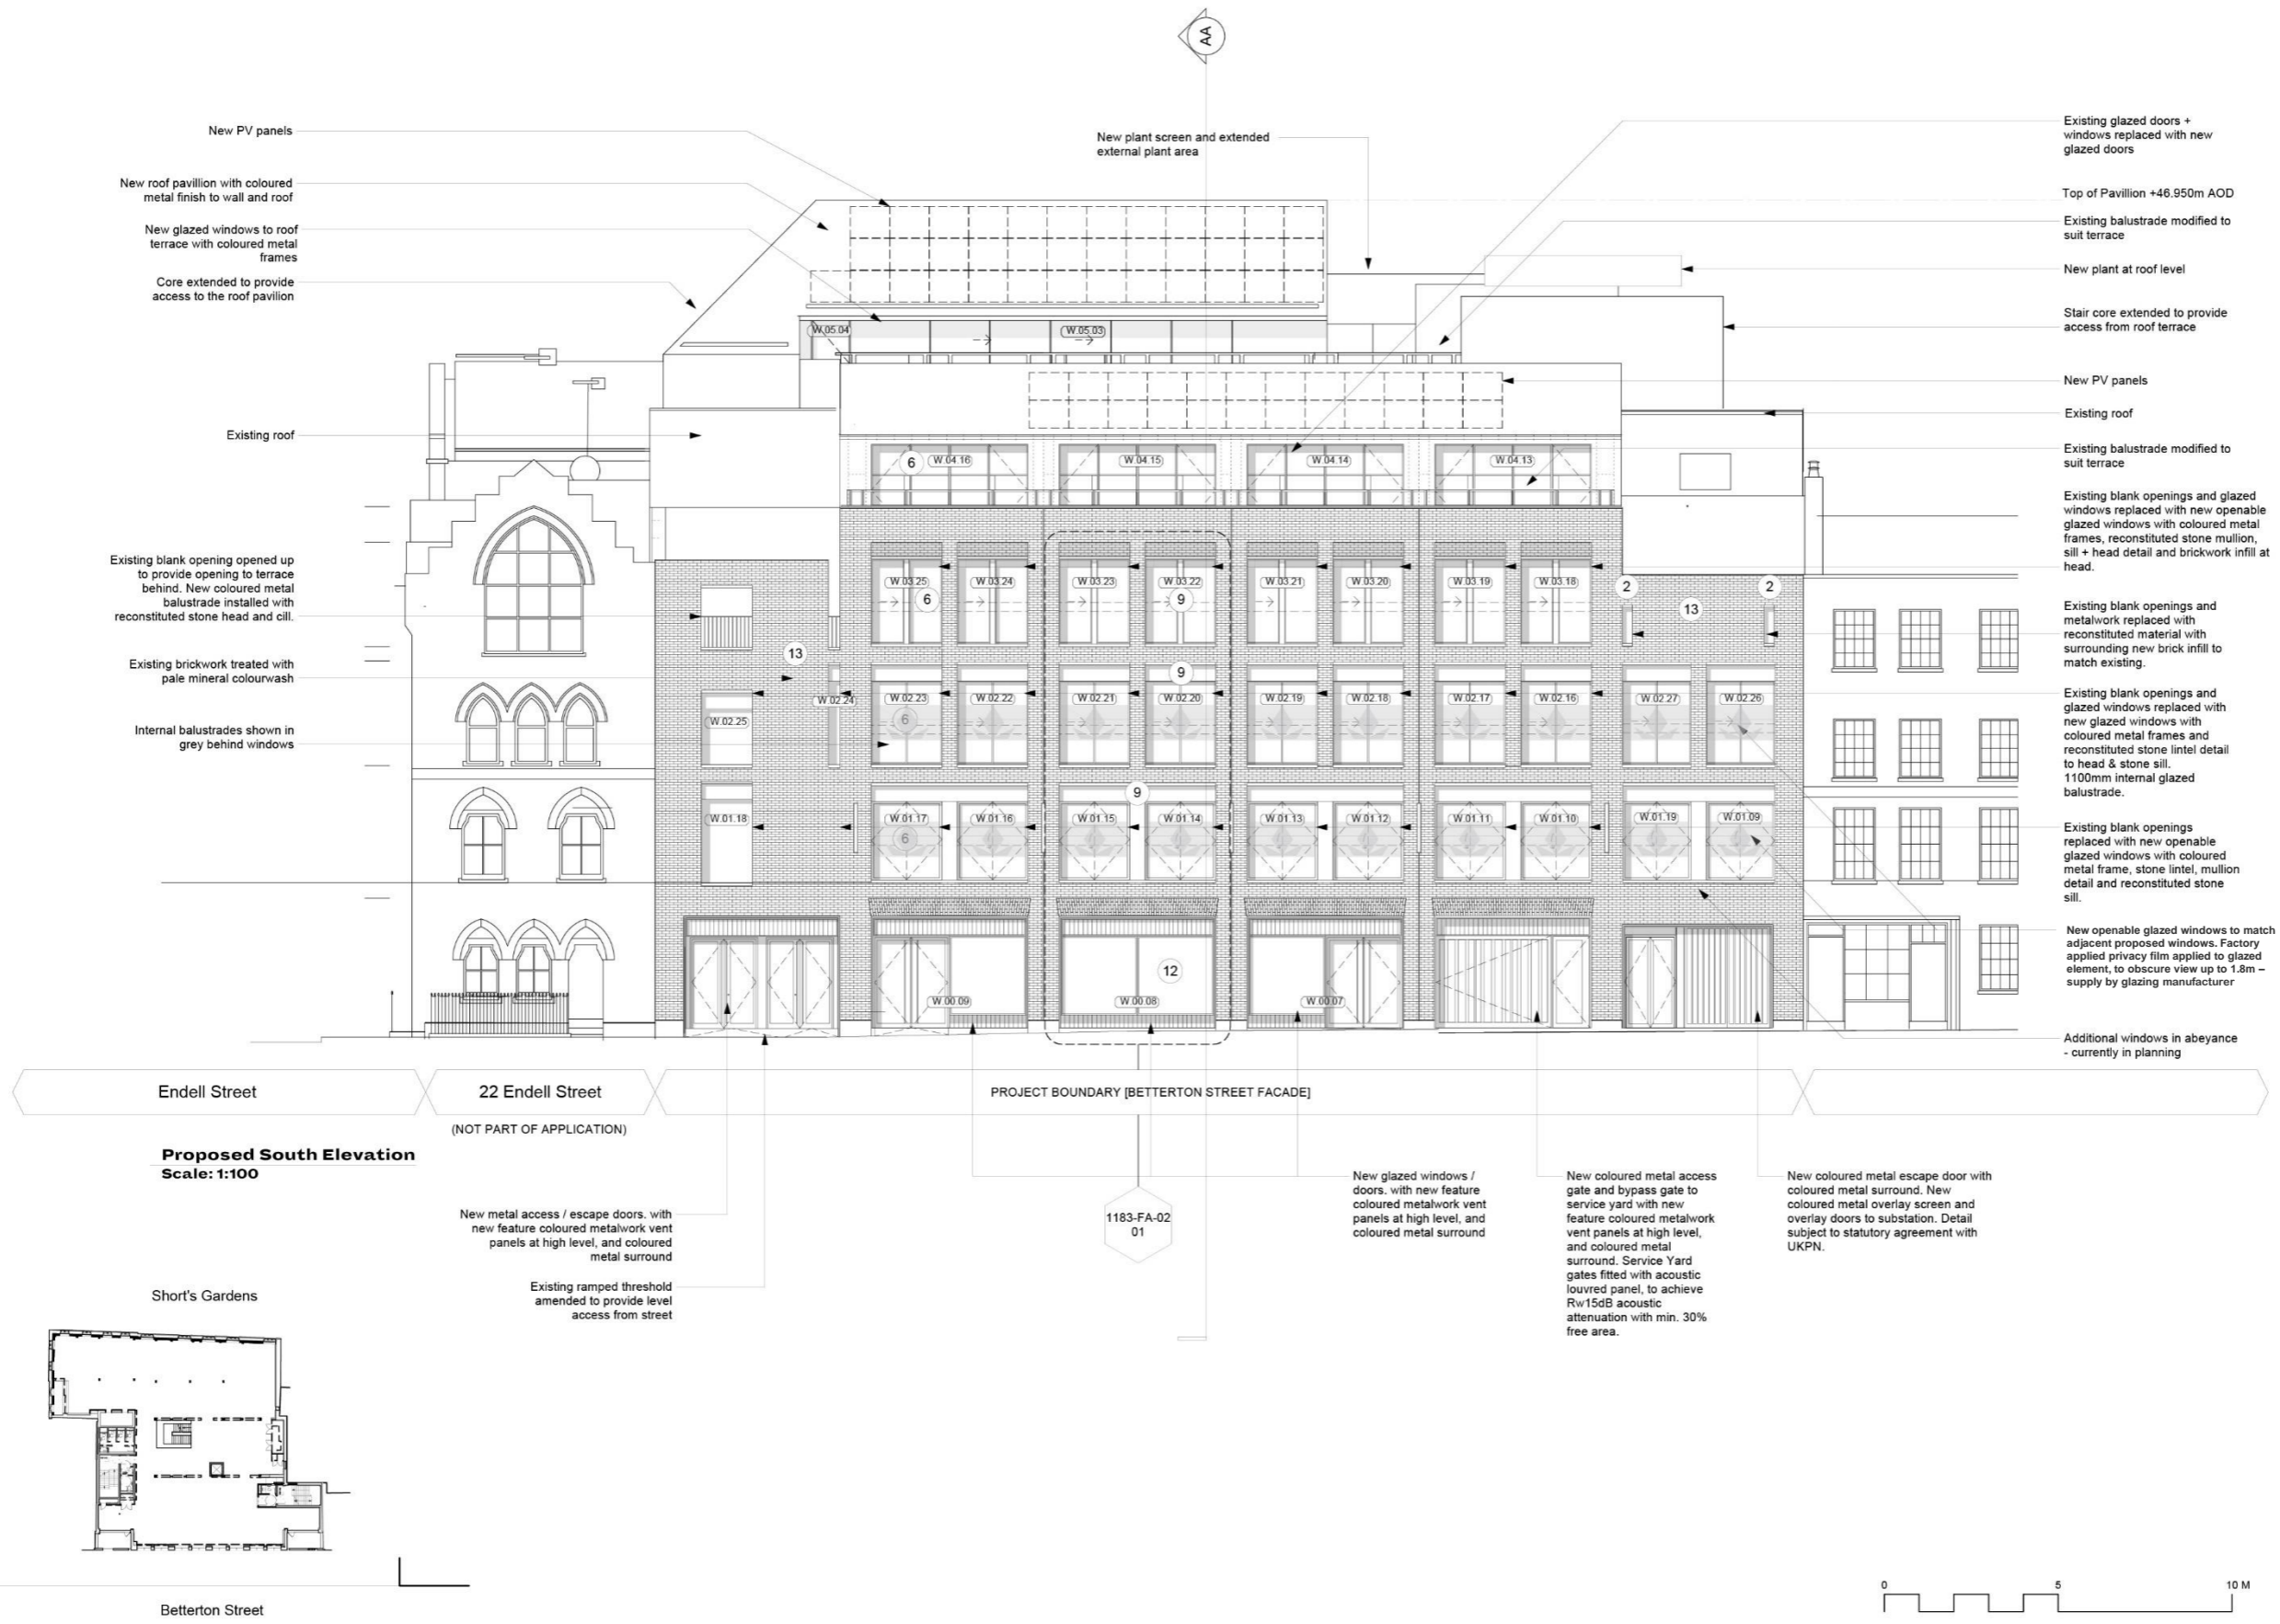 AA
New PV panels
New roof pavillion with coloured
metal finish to wall and roof
New glazed windows to roof
terrace with coloured metal
frames
Core extended to provide
access to the roof pavilion
Existing roof
Existing blank opening opened up
to provide opening to terrace
behind. New coloured metal
balustrade installed with
reconstituted stone head and cill.
Existing brickwork treated with
pale mineral colourwash
Internal balustrades shown in
grey behind windows
New plant screen and extended
external plant area
Existing glazed doors +
windows replaced with new
glazed doors
Top of Pavillion +46.950m AOD
Existing balustrade modified to
suit terrace
New plant at roof level
Stair core extended to provide
access from roof terrace
New PV panels
Existing roof
Existing balustrade modified to
suit terrace
Existing blank openings and glazed
windows replaced with new openable
glazed windows with coloured metal
frames, reconstituted stone mullion,
sill + head detail and brickwork infill at
head.
Existing blank openings and
metalwork replaced with
reconstituted material with
surrounding new brick infill to
match existing.
Existing blank openings and
glazed windows replaced with
new glazed windows with
coloured metal frames and
reconstituted stone lintel detail
to head & stone sill.
1100mm internal glazed
balustrade.
Existing blank openings
replaced with new openable
glazed windows with coloured
metal frame, stone lintel, mullion
detail and reconstituted stone
sill.
New openable glazed windows to match
adjacent proposed windows. Factory
applied privacy film applied to glazed
element, to obscure view up to 1.8m –
supply by glazing manufacturer
Additional windows in abeyance
- currently in planning
W.05.04 W.05.03
6 W.04.16 W.04.15 W.04.14 W.04.13
W.03.25 W.03.24 W.03.23 W.03.22 W.03.21 W.03.20 W.03.19 W.03.18 2 2
6 9 13
13
9
W.02.25 W.02.24 W.02.23 W.02.22 W.02.21 W.02.20 W.02.19 W.02.18 W.02.17 W.02.16 W.02.27 W.02.26
6
9
W.01.18 W.01.17 W.01.16 W.01.15 W.01.14 W.01.13 W.01.12 W.01.11 W.01.10 W.01.19 W.01.09
6
12
W.00.09 W.00.08 W.00.07
Endell Street
22 Endell Street
PROJECT BOUNDARY [BETTERTON STREET FACADE]
(NOT PART OF APPLICATION)
Proposed South Elevation
Scale: 1:100
New metal access / escape doors. with
new feature coloured metalwork vent
panels at high level, and coloured
metal surround
Existing ramped threshold
amended to provide level
access from street
1183-FA-02
01
New glazed windows /
doors. with new feature
coloured metalwork vent
panels at high level, and
coloured metal surround
New coloured metal access
gate and bypass gate to
service yard with new
feature coloured metalwork
vent panels at high level,
and coloured metal
surround. Service Yard
gates fitted with acoustic
louvred panel, to achieve
Rw15dB acoustic
attenuation with min. 30%
free area.
New coloured metal escape door with
coloured metal surround. New
coloured metal overlay screen and
overlay doors to substation. Detail
subject to statutory agreement with
UKPN.
Short's Gardens
Betterton Street
0 5 10 M